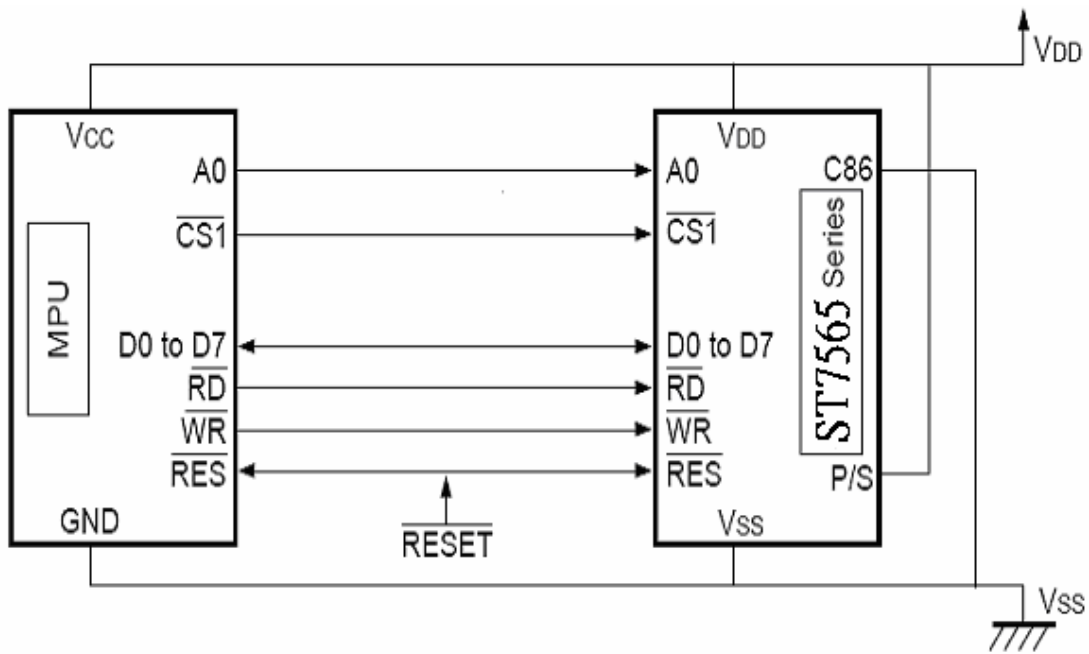 VDD
VCC
VDD
A0
A0
C86
CS1
CS1
MPU
ST7565 Series
D0 to D7
D0 to D7
RD
RD
WR
WR
RES
RES
P/S
GND
VSS
RESET
VSS